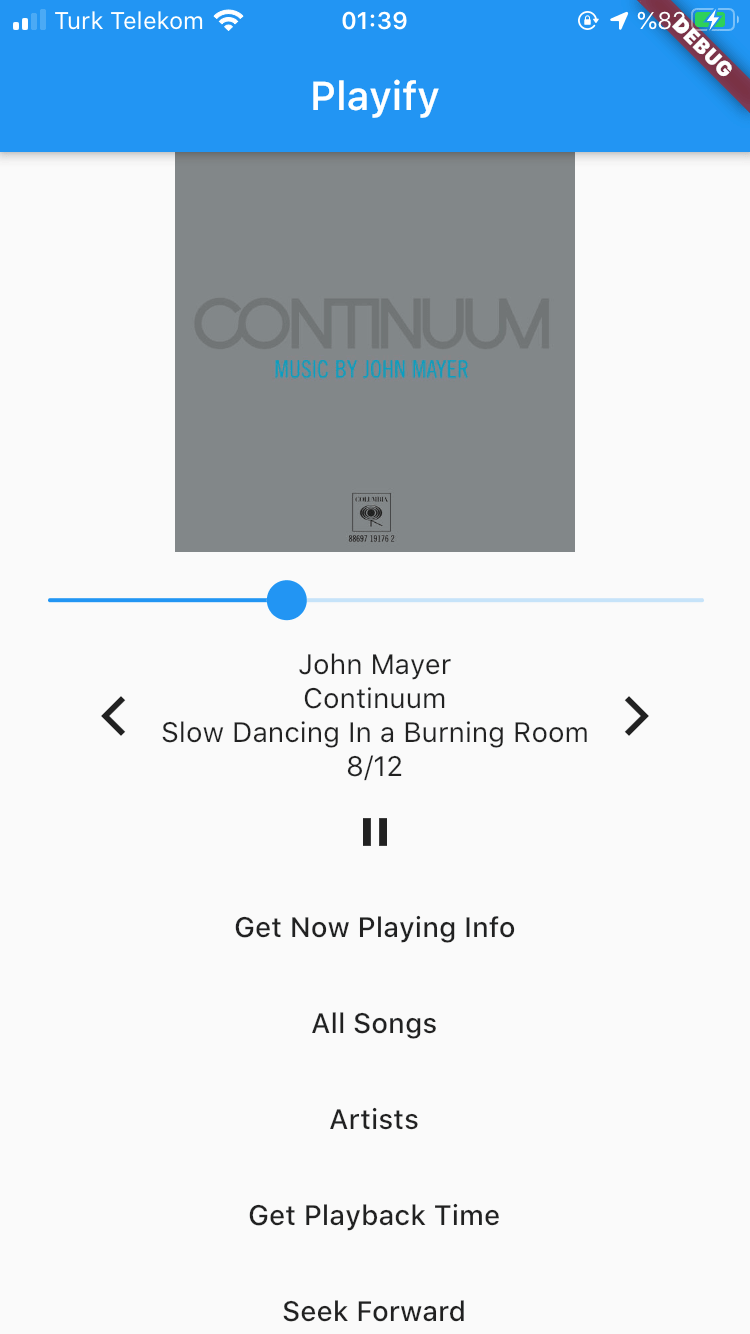 Turk Telekom 01:39 %82
DEBUG
Playify
CONTINUUM
MUSIC BY JOHN MAYER
COLUMBIA
88697 19176 2
John Mayer
Continuum
Slow Dancing In a Burning Room
8/12
Get Now Playing Info
All Songs
Artists
Get Playback Time
Seek Forward